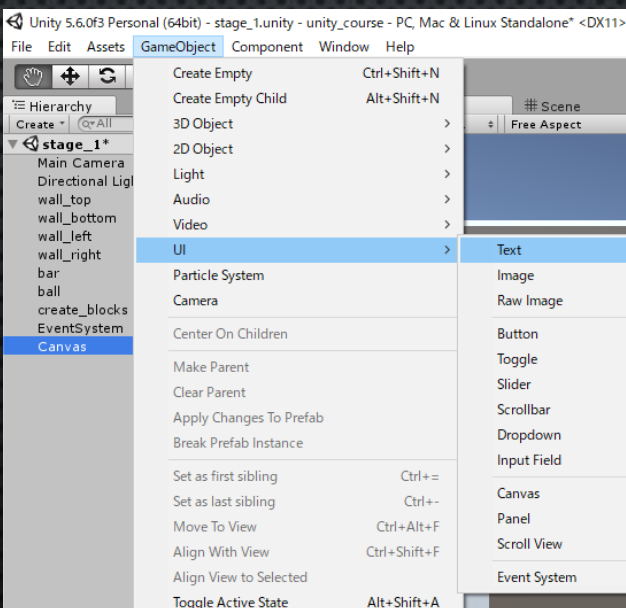 Unity 5.6.0f3 Personal (64bit) - stage_1.unity - unity_course - PC, Mac & Linux Standalone* <DX11>
File Edit Assets GameObject Component Window Help
Hierarchy
Create All
stage_1*
Main Camera
Directional Ligl
wall_top
wall_bottom
wall_left
wall_right
bar
ball
create_blocks
EventSystem
Canvas
Create Empty Ctrl+Shift+N
Create Empty Child Alt+Shift+N
3D Object
2D Object
Light
Audio
Video
UI
Particle System
Camera
Center On Children
Make Parent
Clear Parent
Apply Changes To Prefab
Break Prefab Instance
Set as first sibling Ctrl+=
Set as last sibling Ctrl+-
Move To View Ctrl+Alt+F
Align With View Ctrl+Shift+F
Align View to Selected
Toggle Active State Alt+Shift+A
Scene
Free Aspect
Text
Image
Raw Image
Button
Toggle
Slider
Scrollbar
Dropdown
Input Field
Canvas
Panel
Scroll View
Event System